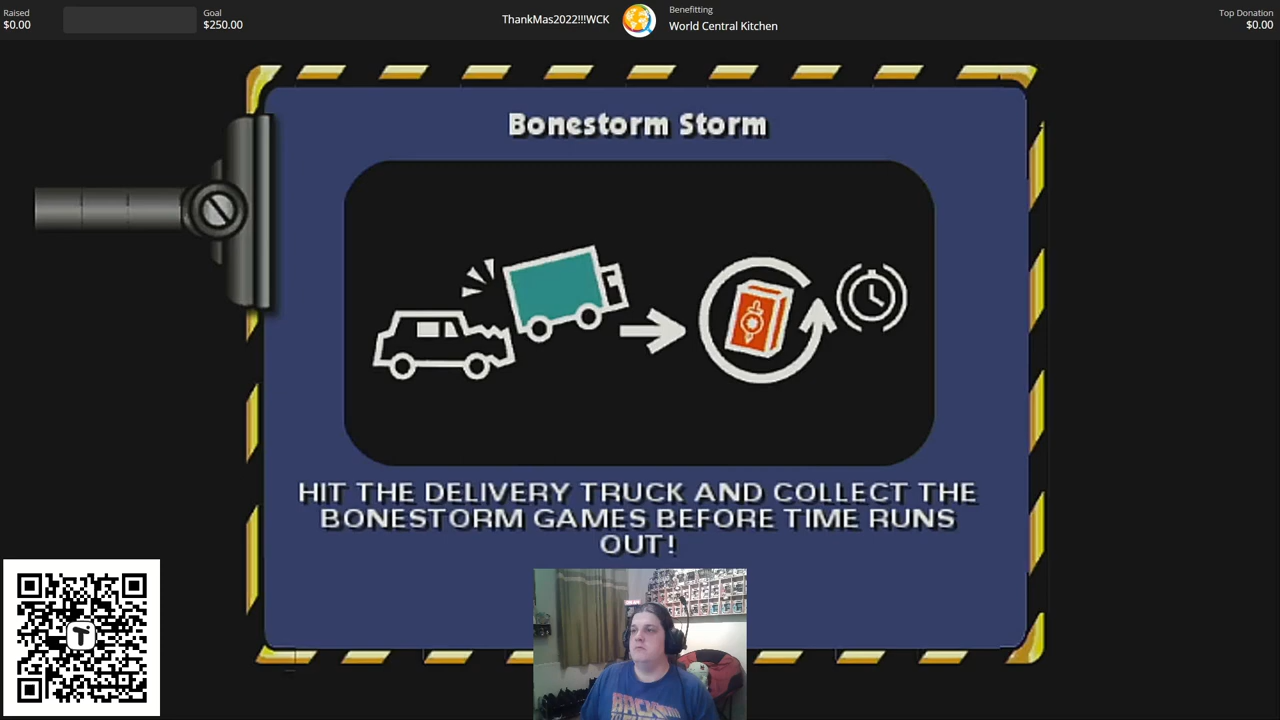 Raised
$0.00
Goal
$250.00
ThankMas2022!!!WCK
Benefitting
World Central Kitchen
Top Donation
$0.00
Bonestorm Storm
HIT THE DELIVERY TRUCK AND COLLECT THE
BONESTORM GAMES BEFORE TIME RUNS
OUT!
T
BACK